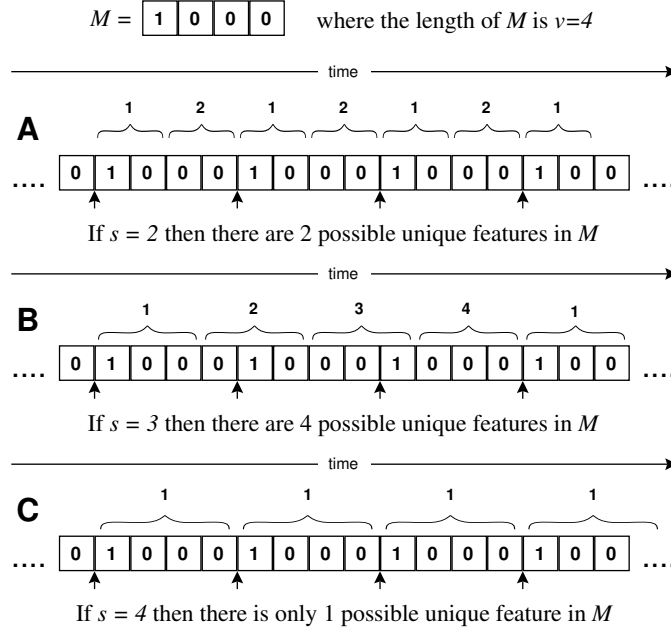 M = 1 0 0 0 where the length of M is v=4
time
A
1 2 1 2 1 2 1
.... 0 1 0 0 0 1 0 0 0 1 0 0 0 1 0 0 ....
If s = 2 then there are 2 possible unique features in M
time
B
1 2 3 4 1
.... 0 1 0 0 0 1 0 0 0 1 0 0 0 1 0 0 ....
If s = 3 then there are 4 possible unique features in M
time
C
1 1 1 1
.... 0 1 0 0 0 1 0 0 0 1 0 0 0 1 0 0 ....
If s = 4 then there is only 1 possible unique feature in M